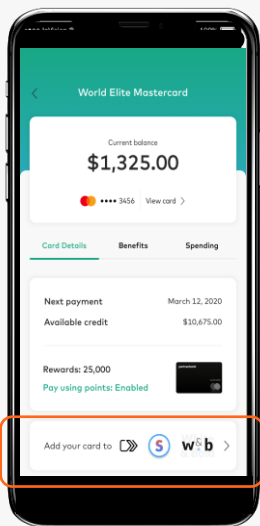 100%
World Elite Mastercard
Current balance
$1,325.00
•••• 3456 View card >
Card Details Benefits Spending
Next payment March 12, 2020
Available credit $10,675.00
Rewards: 25,000
Pay using points: Enabled
Add your card to S w&b >